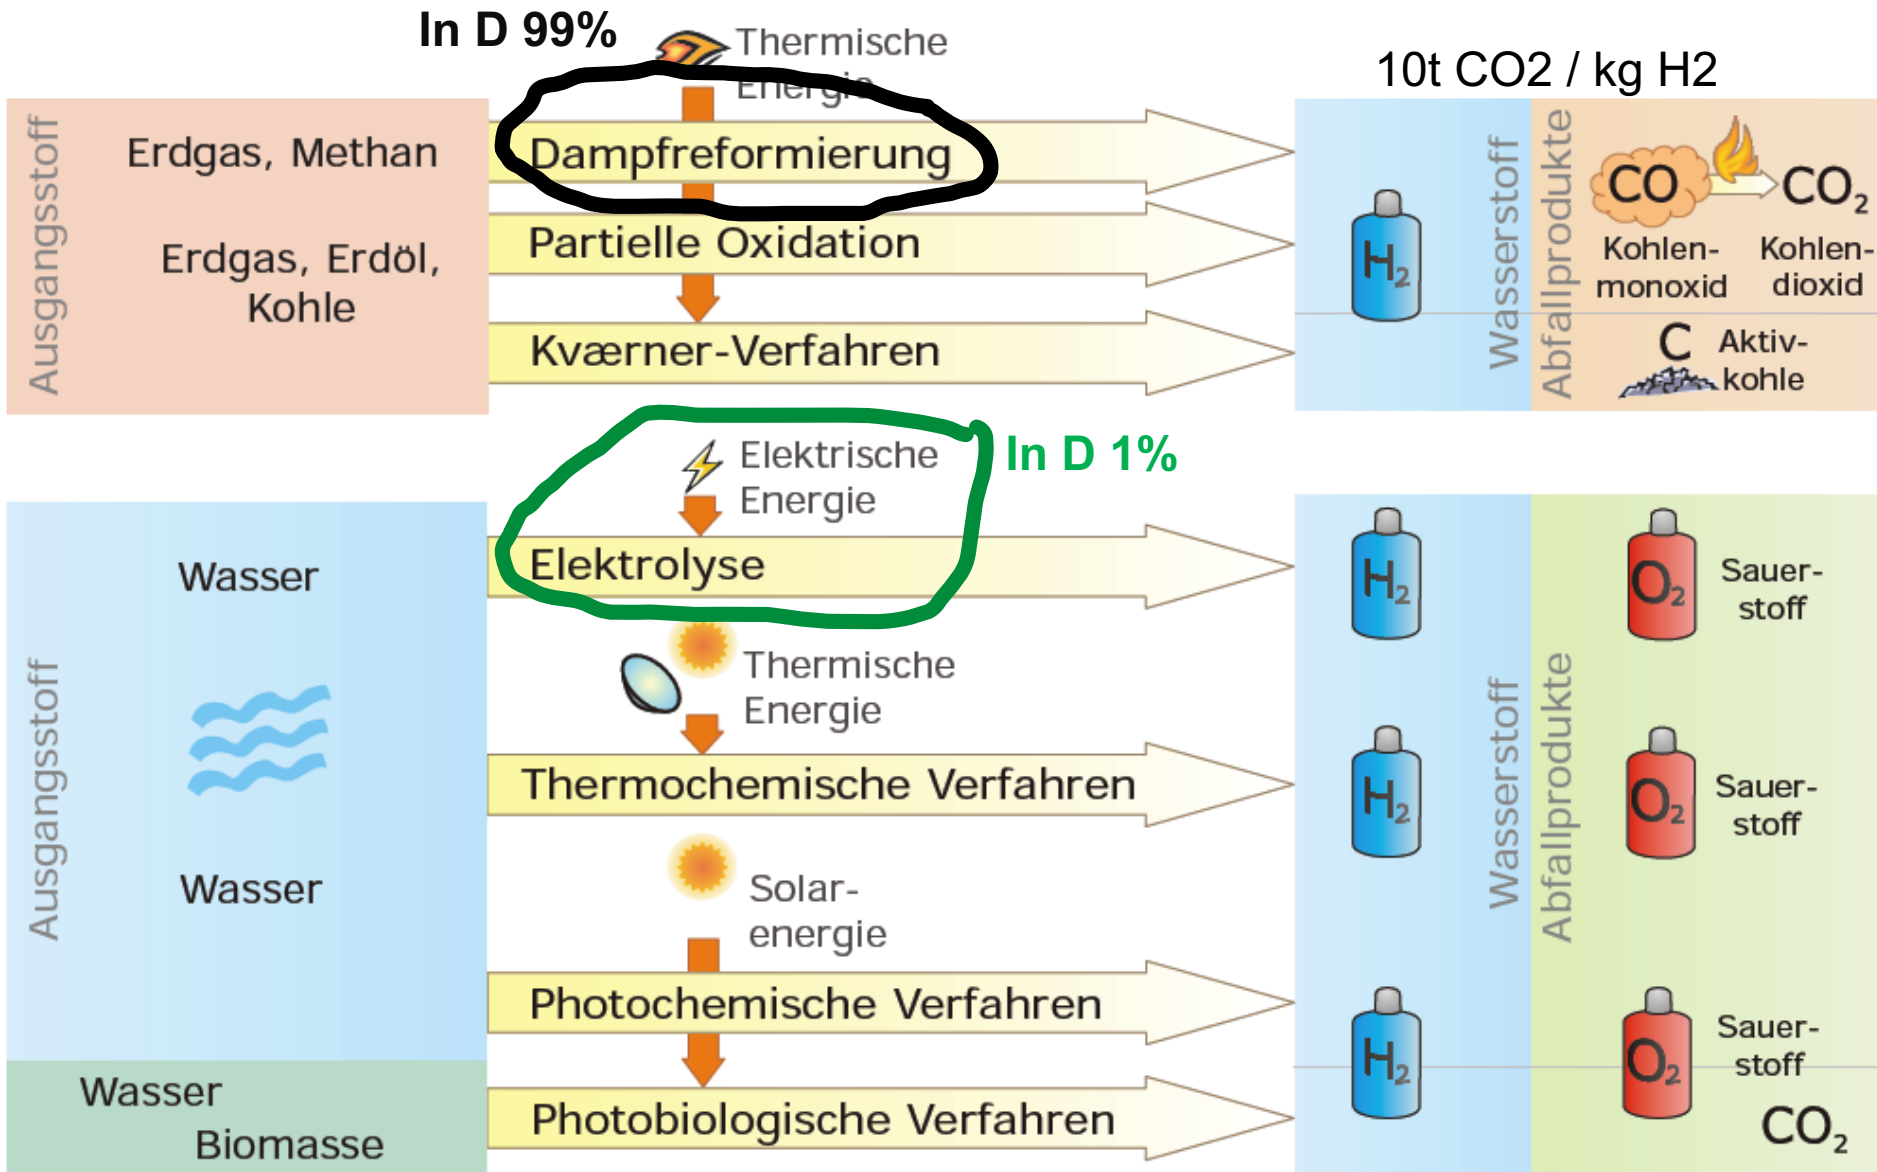 In D 99%
Thermische
Energie
10t CO2 / kg H2
Ausgangsstoff
Erdgas, Methan
Dampfreformierung
Erdgas, Erdöl,
Kohle
Partielle Oxidation
Kværner-Verfahren
H2
Wasserstoff
Abfallprodukte
CO
CO2
Kohlen-
monoxid
Kohlen-
dioxid
C
Aktiv-
kohle
Elektrische
Energie
In D 1%
Ausgangsstoff
Wasser
Elektrolyse
H2
O2
Sauer-
stoff
Thermische
Energie
Thermochemische Verfahren
H2
Wasserstoff
Abfallprodukte
O2
Sauer-
stoff
Wasser
Solar-
energie
Photochemische Verfahren
H2
O2
Sauer-
stoff
Wasser
Biomasse
Photobiologische Verfahren
CO2